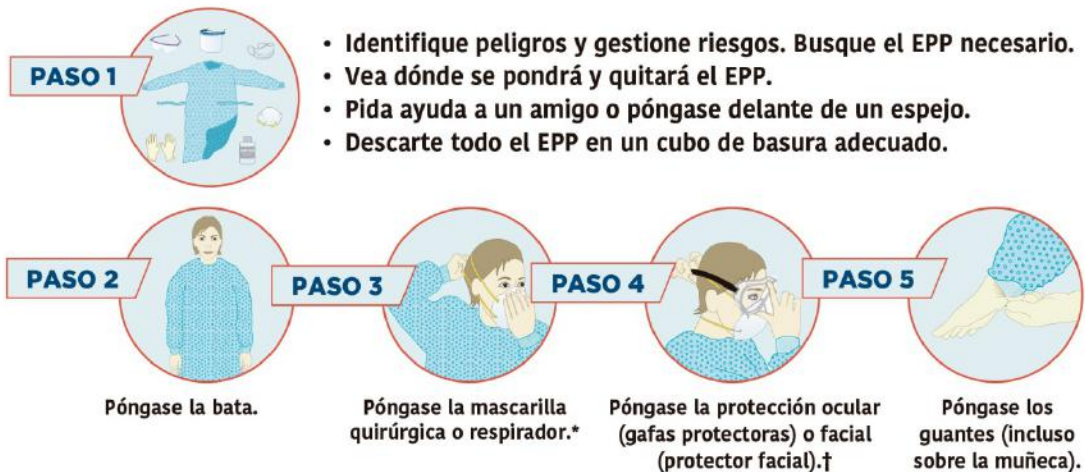 PASO 1
• Identifique peligros y gestione riesgos. Busque el EPP necesario.
• Vea dónde se pondrá y quitará el EPP.
• Pida ayuda a un amigo o póngase delante de un espejo.
• Descarte todo el EPP en un cubo de basura adecuado.
PASO 2
Póngase la bata.
PASO 3
Póngase la mascarilla
quirúrgica o respirador.*
PASO 4
Póngase la protección ocular
(gafas protectoras) o facial
(protector facial).†
PASO 5
Póngase los
guantes (incluso
sobre la muñeca).